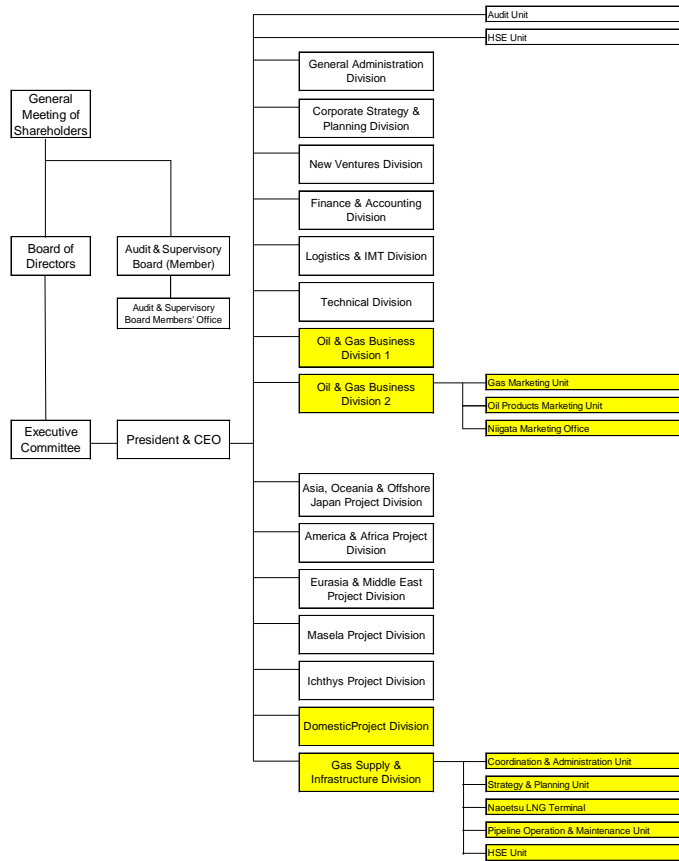 Audit Unit
HSE Unit
General Administration
Division
General
Meeting of
Shareholders
Corporate Strategy &
Planning Division
New Ventures Division
Finance & Accounting
Division
Board of
Directors
Audit & Supervisory
Board (Member)
Logistics & IMT Division
Audit & Supervisory
Board Members' Office
Technical Division
Oil & Gas Business
Division 1
Oil & Gas Business
Division 2
Gas Marketing Unit
Oil Products Marketing Unit
Niigata Marketing Office
Executive
Committee
President & CEO
Asia, Oceania & Offshore
Japan Project Division
America & Africa Project
Division
Eurasia & Middle East
Project Division
Masela Project Division
Ichthys Project Division
DomesticProject Division
Gas Supply &
Infrastructure Division
Coordination & Administration Unit
Strategy & Planning Unit
Naoetsu LNG Terminal
Pipeline Operation & Maintenance Unit
HSE Unit